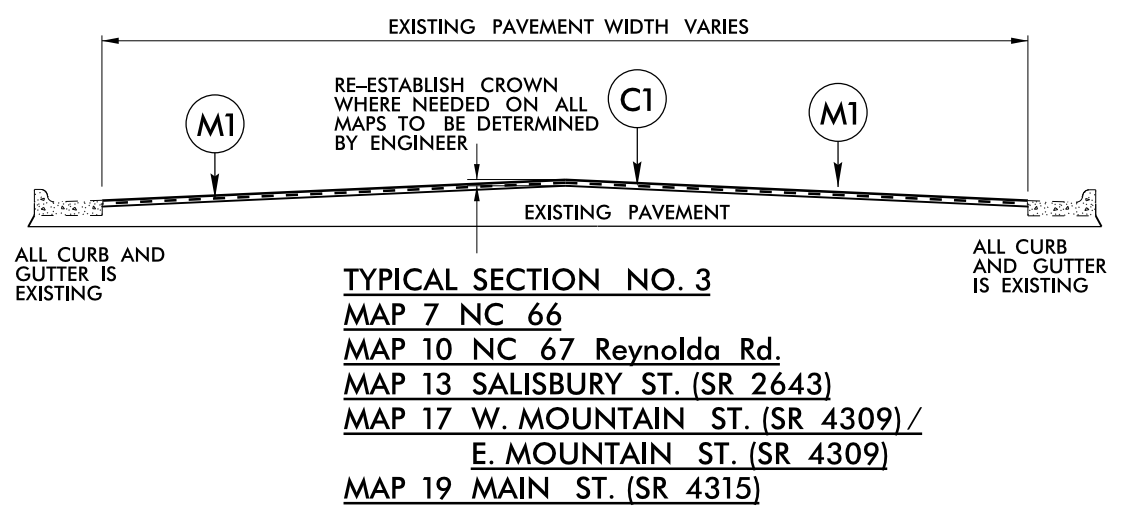 EXISTING PAVEMENT WIDTH VARIES
RE-ESTABLISH CROWN
WHERE NEEDED ON ALL
MAPS TO BE DETERMINED
BY ENGINEER
M1
C1
M1
EXISTING PAVEMENT
ALL CURB AND
GUTTER IS
EXISTING
ALL CURB
AND GUTTER
IS EXISTING
TYPICAL SECTION NO. 3
MAP 7 NC 66
MAP 10 NC 67 Reynolda Rd.
MAP 13 SALISBURY ST. (SR 2643)
MAP 17 W. MOUNTAIN ST. (SR 4309)/
E. MOUNTAIN ST. (SR 4309)
MAP 19 MAIN ST. (SR 4315)